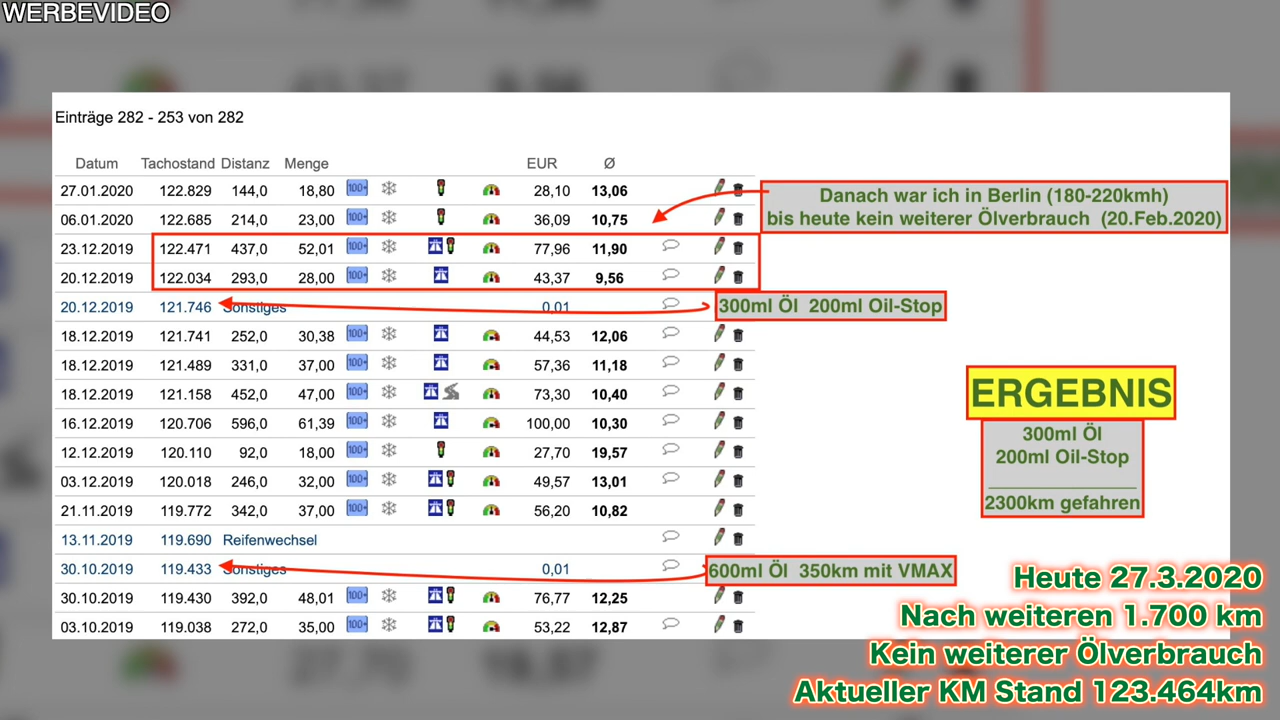 WERBEVIDEO
Einträge 282 - 253 von 282
Datum Tachostand Distanz Menge EUR Ø
27.01.2020 122.829 144,0 18,80 100+ 28,10 13,06
06.01.2020 122.685 214,0 23,00 100+ 36,09 10,75
23.12.2019 122.471 437,0 52,01 100+ 77,96 11,90
20.12.2019 122.034 293,0 28,00 100+ 43,37 9,56
20.12.2019 121.746 Sonstiges 0,01
18.12.2019 121.741 252,0 30,38 100+ 44,53 12,06
18.12.2019 121.489 331,0 37,00 100+ 57,36 11,18
18.12.2019 121.158 452,0 47,00 100+ 73,30 10,40
16.12.2019 120.706 596,0 61,39 100+ 100,00 10,30
12.12.2019 120.110 92,0 18,00 100+ 27,70 19,57
03.12.2019 120.018 246,0 32,00 100+ 49,57 13,01
21.11.2019 119.772 342,0 37,00 100+ 56,20 10,82
13.11.2019 119.690 Reifenwechsel
30.10.2019 119.433 Sonstiges 0,01
30.10.2019 119.430 392,0 48,01 100+ 76,77 12,25
03.10.2019 119.038 272,0 35,00 100+ 53,22 12,87
Danach war ich in Berlin (180-220kmh)
bis heute kein weiterer Ölverbrauch (20.Feb.2020)
300ml Öl 200ml Oil-Stop
ERGEBNIS
300ml Öl
200ml Oil-Stop
2300km gefahren
600ml Öl 350km mit VMAX
Heute 27.3.2020
Nach weiteren 1.700 km
Kein weiterer Ölverbrauch
Aktueller KM Stand 123.464km